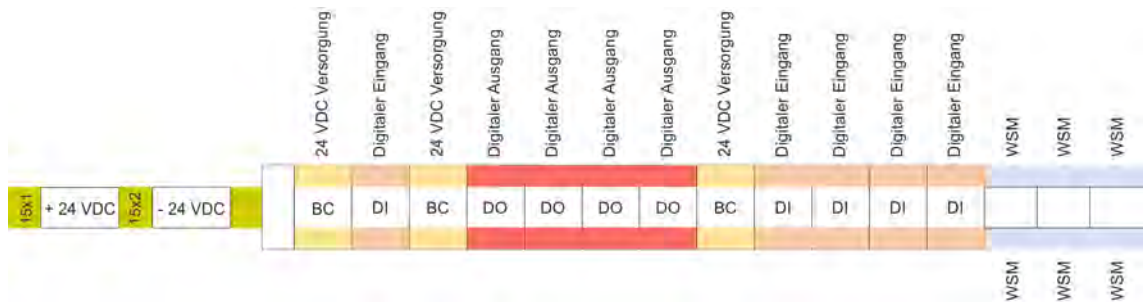 24 VDC Versorgung
Digitaler Eingang
24 VDC Versorgung
Digitaler Ausgang
Digitaler Ausgang
Digitaler Ausgang
Digitaler Ausgang
24 VDC Versorgung
Digitaler Eingang
Digitaler Eingang
Digitaler Eingang
Digitaler Eingang
WSM
WSM
WSM
15x1
+ 24 VDC
15x2
- 24 VDC
BC
DI
BC
DO
DO
DO
DO
BC
DI
DI
DI
DI
WSM
WSM
WSM